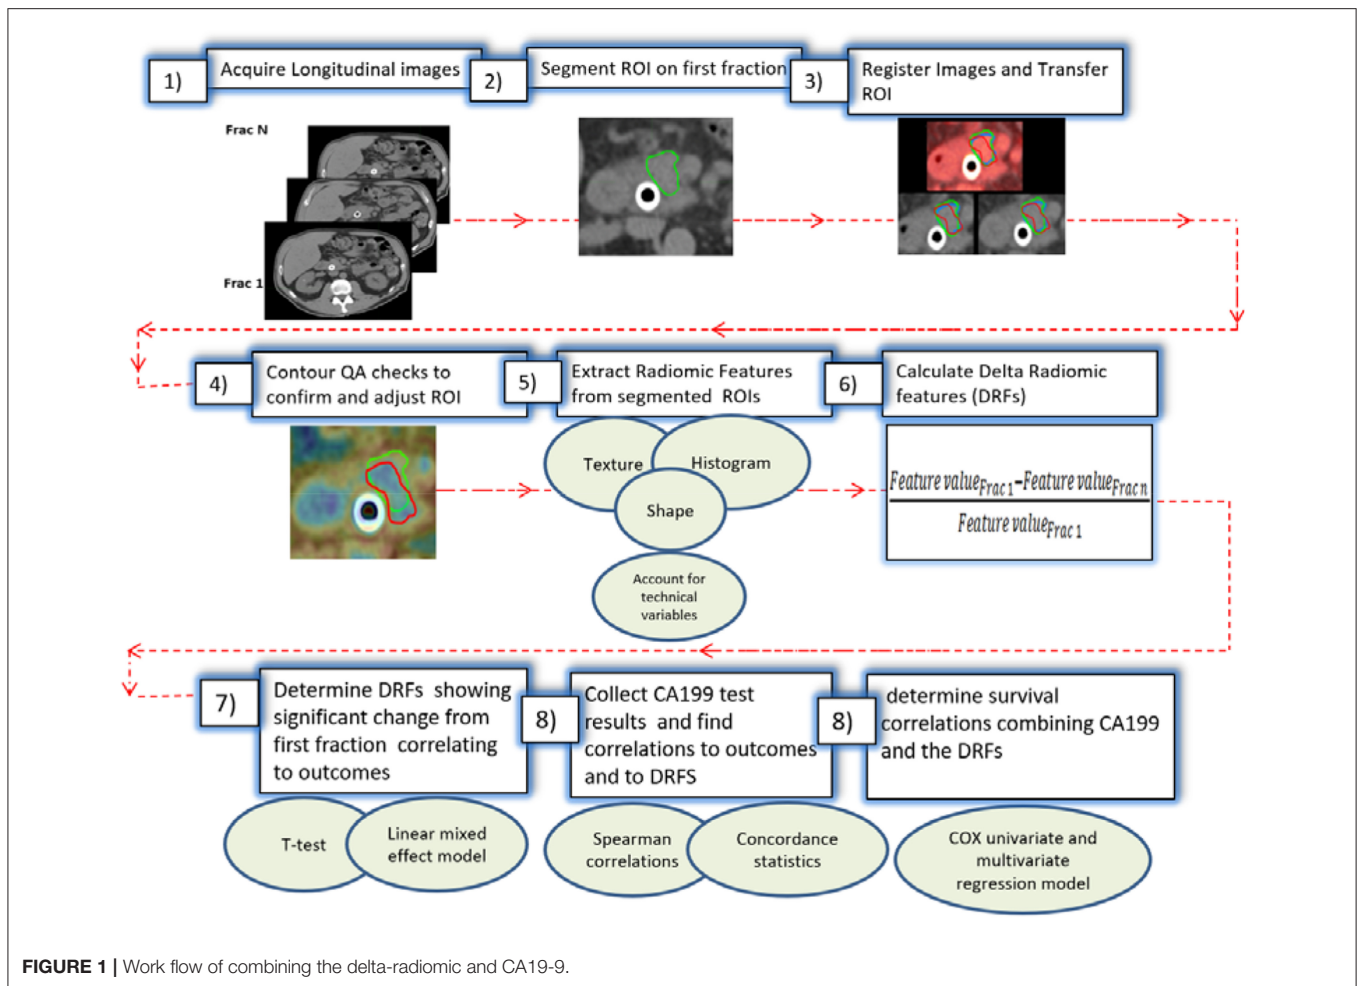 1)
Acquire Longitudinal images
2)
Segment ROI on first fraction
3)
Register Images and Transfer
ROI
Frac N
Frac 1
4)
Contour QA checks to
confirm and adjust ROI
5)
Extract Radiomic Features
from segmented ROIs
6)
Calculate Delta Radiomic
features (DRFs)
Texture
Histogram
Shape
Account for
technical
variables
Feature value Frac 1-Feature value Frac n
Feature value Frac 1
7)
Determine DRFs showing
significant change from
first fraction correlating
to outcomes
8)
Collect CA199 test
results and find
correlations to outcomes
and to DRFS
8)
determine survival
correlations combining CA199
and the DRFs
T-test
Linear mixed
effect model
Spearman
correlations
Concordance
statistics
COX univariate and
multivariate
regression model
FIGURE 1 | Work flow of combining the delta-radiomic and CA19-9.